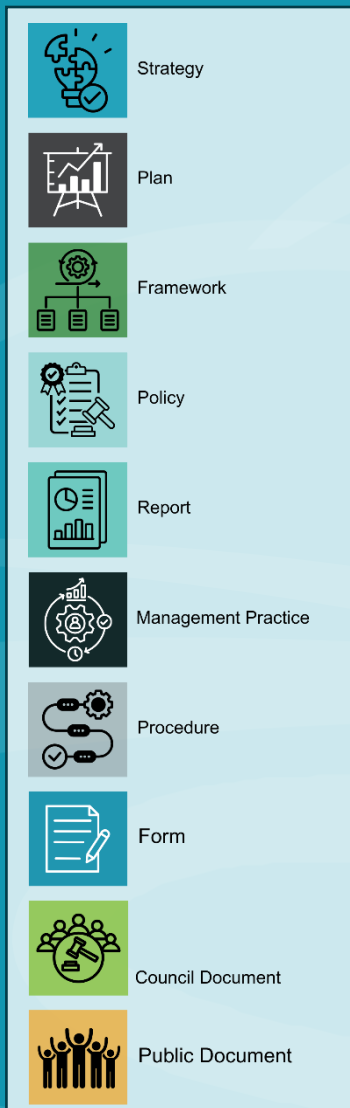 Strategy
Plan
Framework
Policy
Report
Management Practice
Procedure
Form
Council Document
Public Document